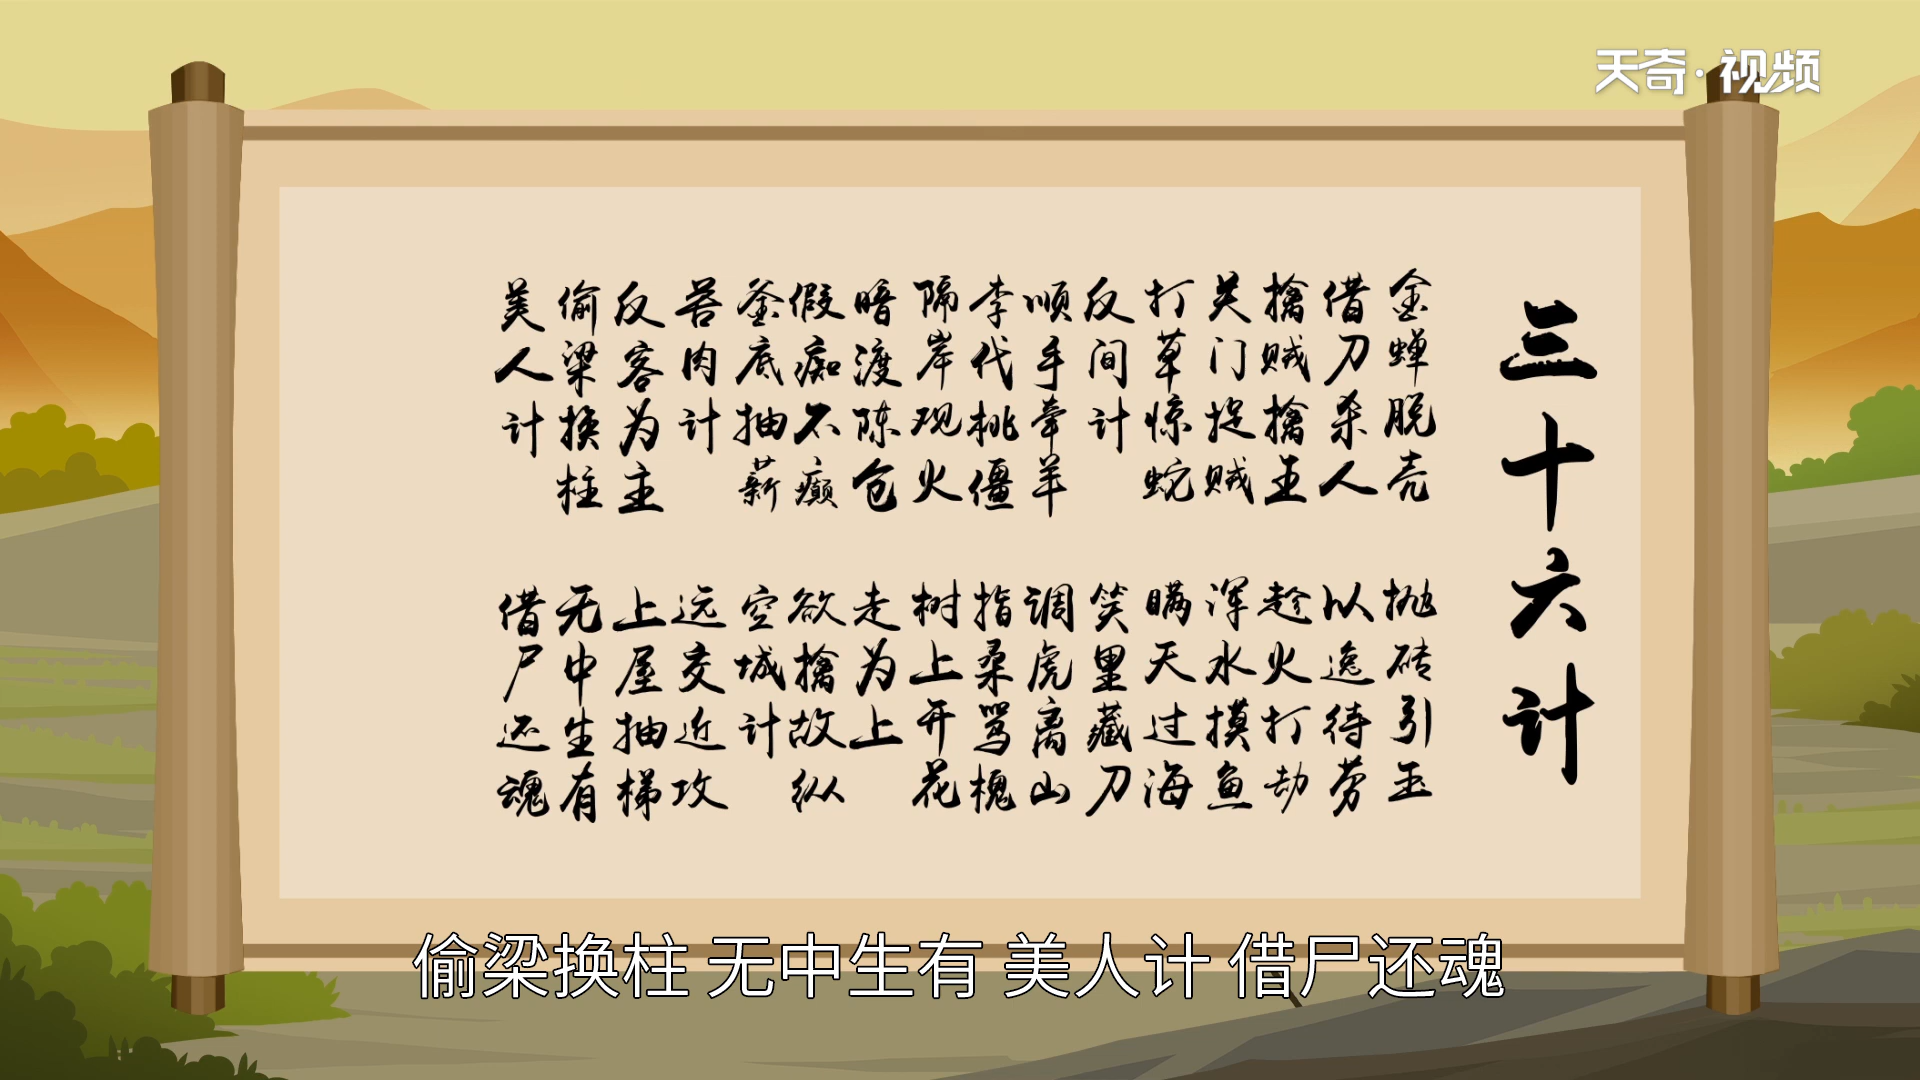 天奇·视频
三十六计
金蝉脱壳 抛砖引玉
借刀杀人 以逸待劳
擒贼擒王 趁火打劫
关门捉贼 浑水摸鱼
打草惊蛇 瞒天过海
反间计 笑里藏刀
顺手牵羊 调虎离山
李代桃僵 指桑骂槐
隔岸观火 树上开花
暗渡陈仓 走为上
假痴不癫 欲擒故纵
釜底抽薪 空城计
苦肉计 远交近攻
反客为主 上屋抽梯
偷梁换柱 无中生有
美人计 借尸还魂
偷梁换柱 无中生有 美人计 借尸还魂